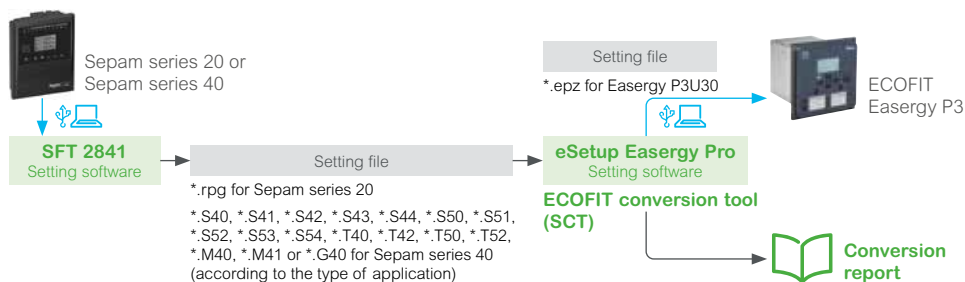 Sepam series 20 or
Sepam series 40
SFT 2841
Setting software
Setting file
*.rpg for Sepam series 20
*.S40, *.S41, *.S42, *.S43, *.S44, *.S50, *.S51,
*.S52, *.S53, *.S54, *.T40, *.T42, *.T50, *.T52,
*.M40, *.M41 or *.G40 for Sepam series 40
(according to the type of application)
Setting file
*.epz for Easergy P3U30
eSetup Easergy Pro
Setting software
ECOFIT conversion tool
(SCT)
ECOFIT
Easergy P3
Conversion
report